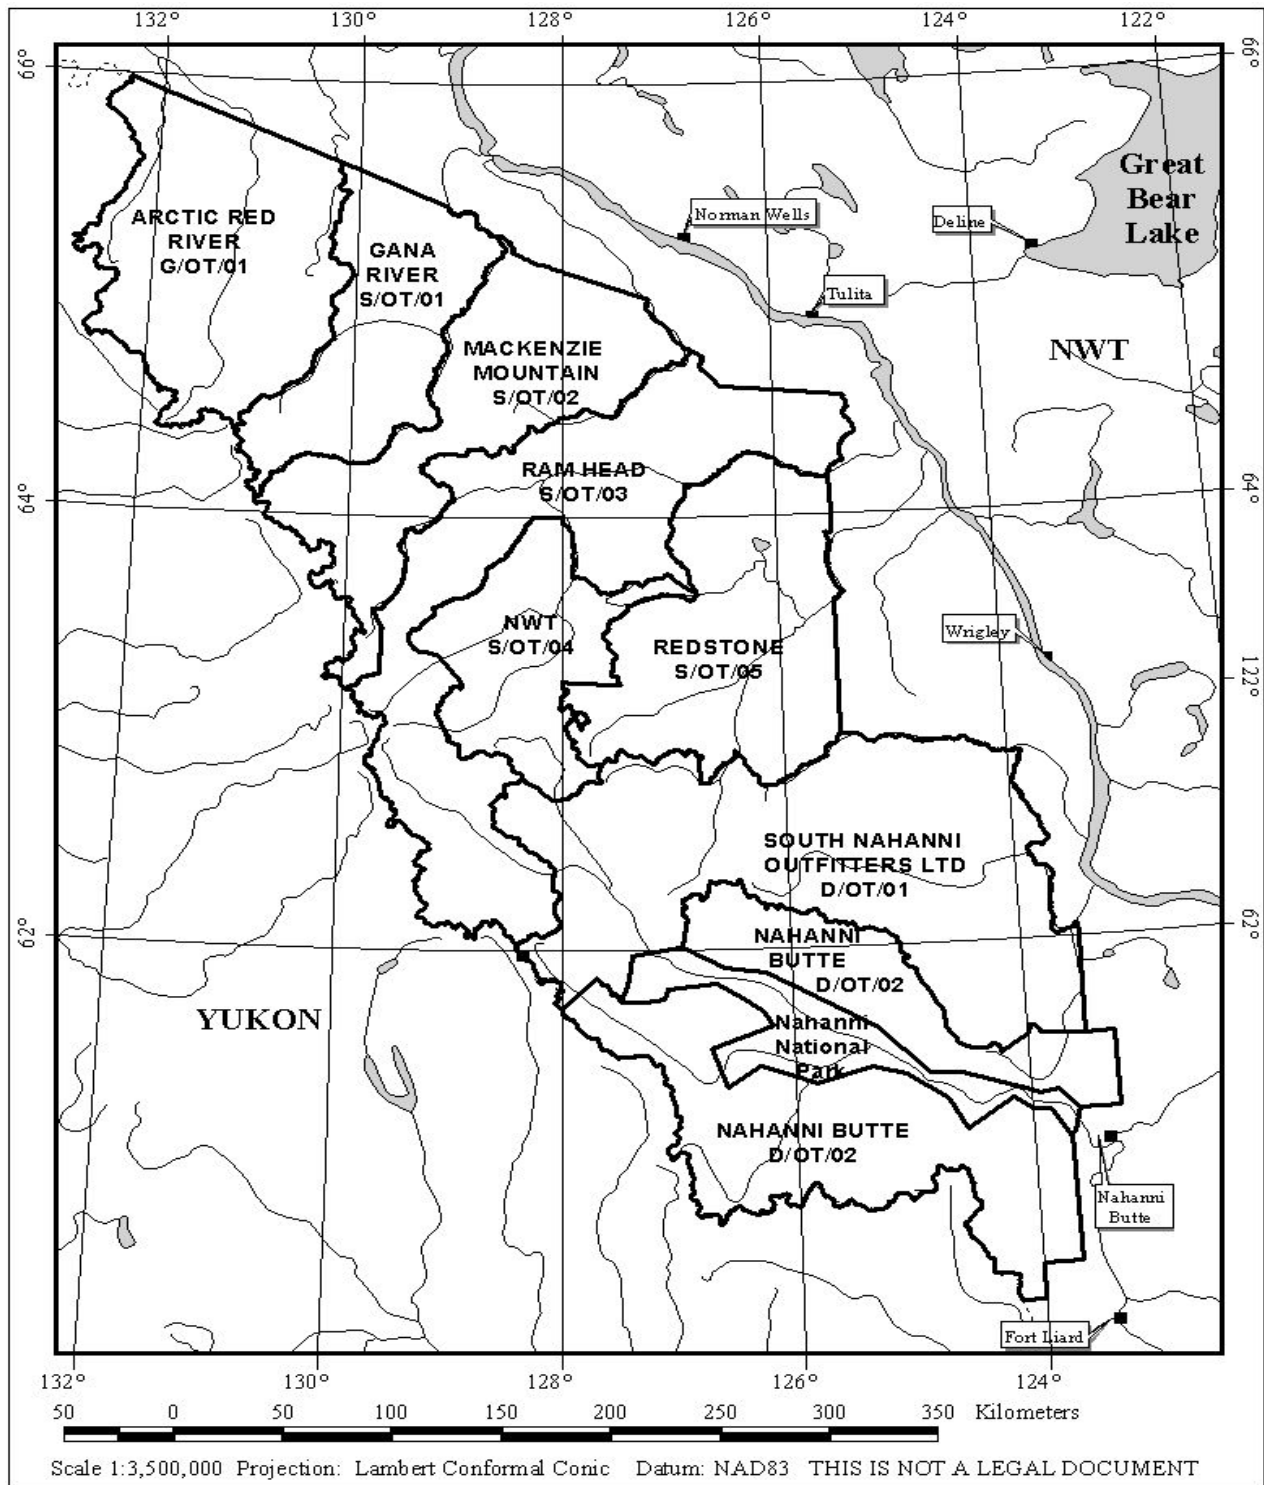 132° 130° 128° 126° 124° 122°
66° 66°
Great
Bear
Lake
Norman Wells
Deline
ARCTIC RED
RIVER
G/OT/01
GANA
RIVER
S/OT/01
Tulita
NWT
MACKENZIE
MOUNTAIN
S/OT/02
RAM HEAD
S/OT/03
64° 64°
NWT
S/OT/04
REDSTONE
S/OT/05
Wrigley
122°
SOUTH NAHANNI
OUTFITTERS LTD
D/OT/01
62° 62°
NAHANNI
BUTTE
D/OT/02
YUKON
Nahanni
National
Park
NAHANNI BUTTE
D/OT/02
Nahanni
Butte
Fort Liard
132° 130° 128° 126° 124°
50 0 50 100 150 200 250 300 350 Kilometers
Scale 1:3,500,000 Projection: Lambert Conformal Conic Datum: NAD83 THIS IS NOT A LEGAL DOCUMENT